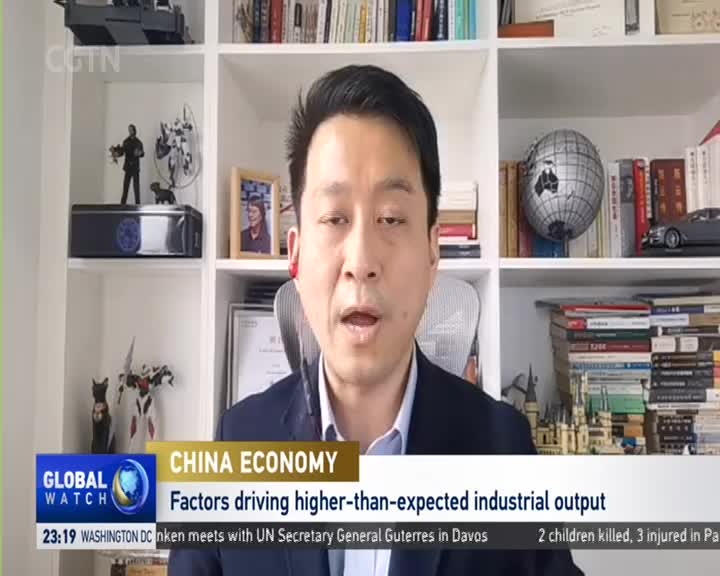 CGTN
CHINA ECONOMY
GLOBAL
WATCH
Factors driving higher-than-expected industrial output
23:19 WASHINGTON DC
nken meets with UN Secretary General Guterres in Davos
2 children killed, 3 injured in Pa